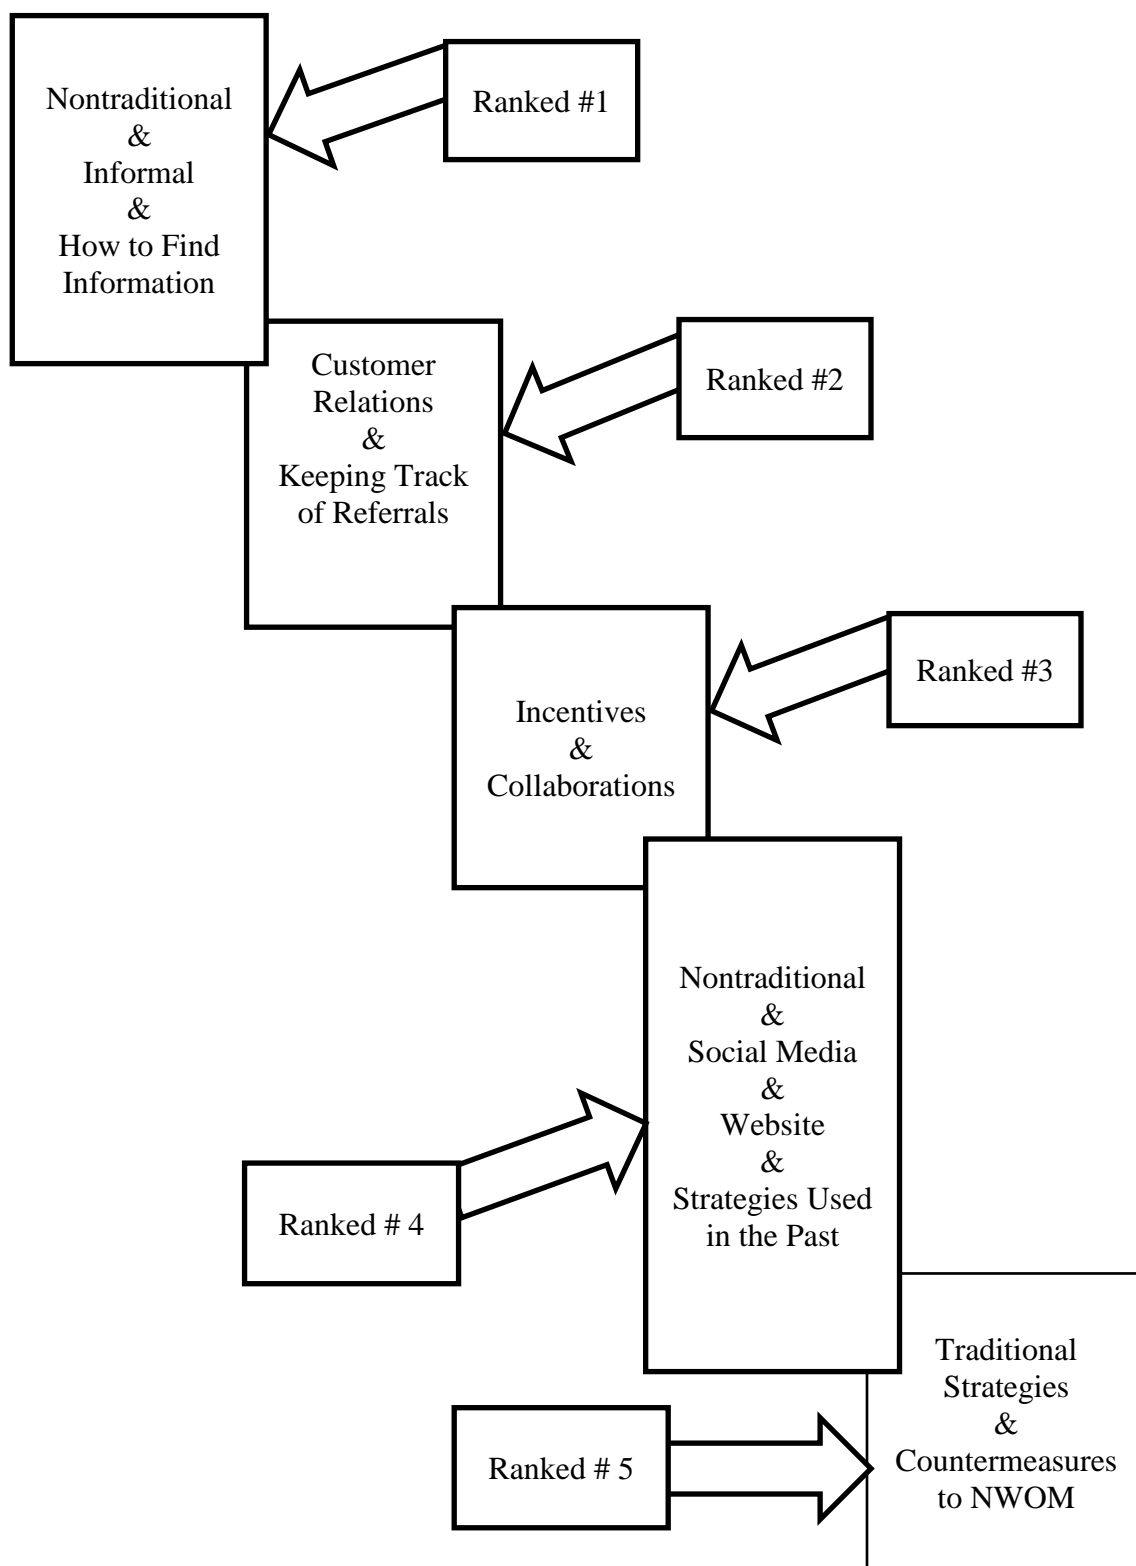 Nontraditional
&
Informal
&
How to Find
Information
Ranked #1
Customer
Relations
&
Keeping Track
of Referrals
Ranked #2
Incentives
&
Collaborations
Ranked #3
Nontraditional
&
Social Media
&
Website
&
Strategies Used
in the Past
Ranked # 4
Traditional
Strategies
&
Countermeasures
to NWOM
Ranked # 5